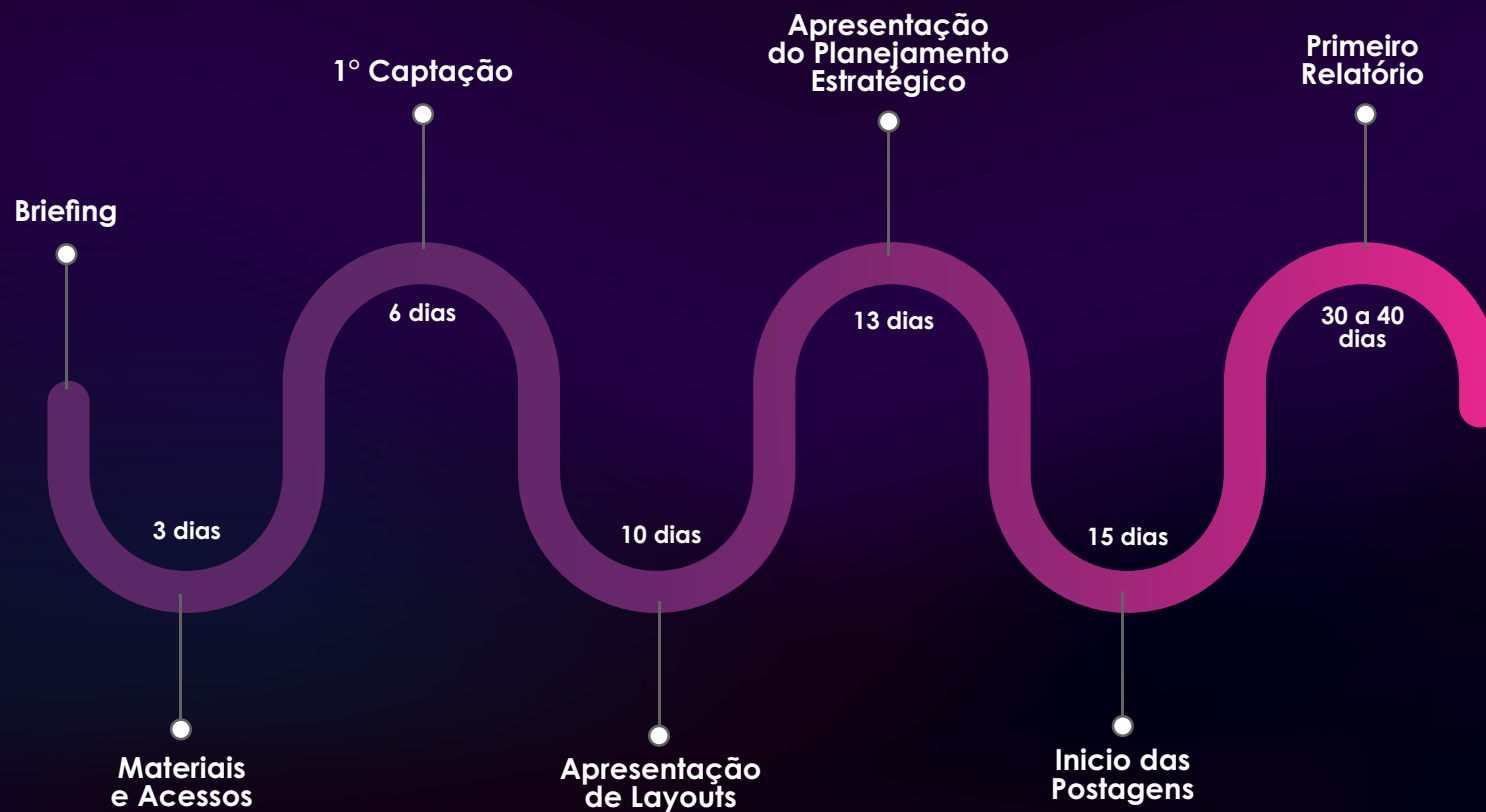 Briefing
3 dias
Materiais
e Acessos
1° Captação
6 dias
10 dias
Apresentação
de Layouts
Apresentação
do Planejamento
Estratégico
13 dias
15 dias
Inicio das
Postagens
Primeiro
Relatório
30 a 40
dias